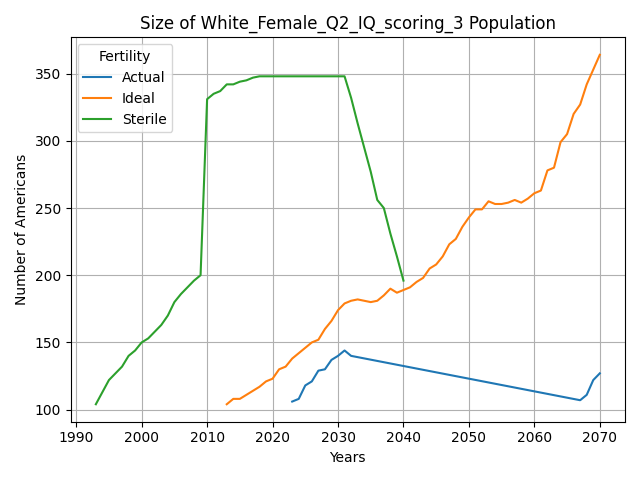 Size of White_Female_Q2_IQ_scoring_3 Population
Fertility
Actual
Ideal
Sterile
Number of Americans
350
300
250
200
150
100
1990 2000 2010 2020 2030 2040 2050 2060 2070
Years